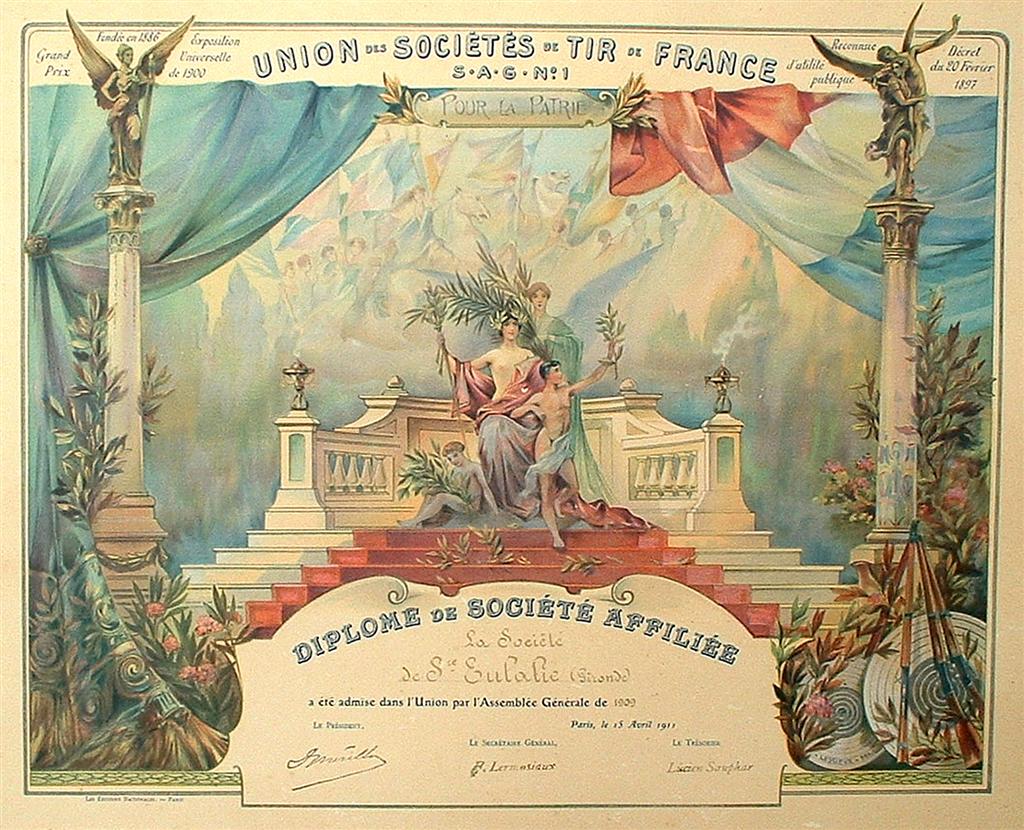 Fondée en 1886
Grand Prix
Exposition Universelle de 1900
UNION DES SOCIÉTÉS DE TIR DE FRANCE
S·A·G·Nº1
Reconnue d'utilité publique
Décret du 20 Février 1897
POUR LA PATRIE
DIPLOME DE SOCIÉTÉ AFFILIÉE
La Société
de Ste Eulalie (Gironde)
a été admise dans l'Union par l'Assemblée Générale de 1909
LE PRÉSIDENT,
Paris, le 15 Avril 1911
LE SECRÉTAIRE GÉNÉRAL,
LE TRÉSORIER
Lermusiaux
Lucien
LES ÉDITIONS NATIONALES. — PARIS